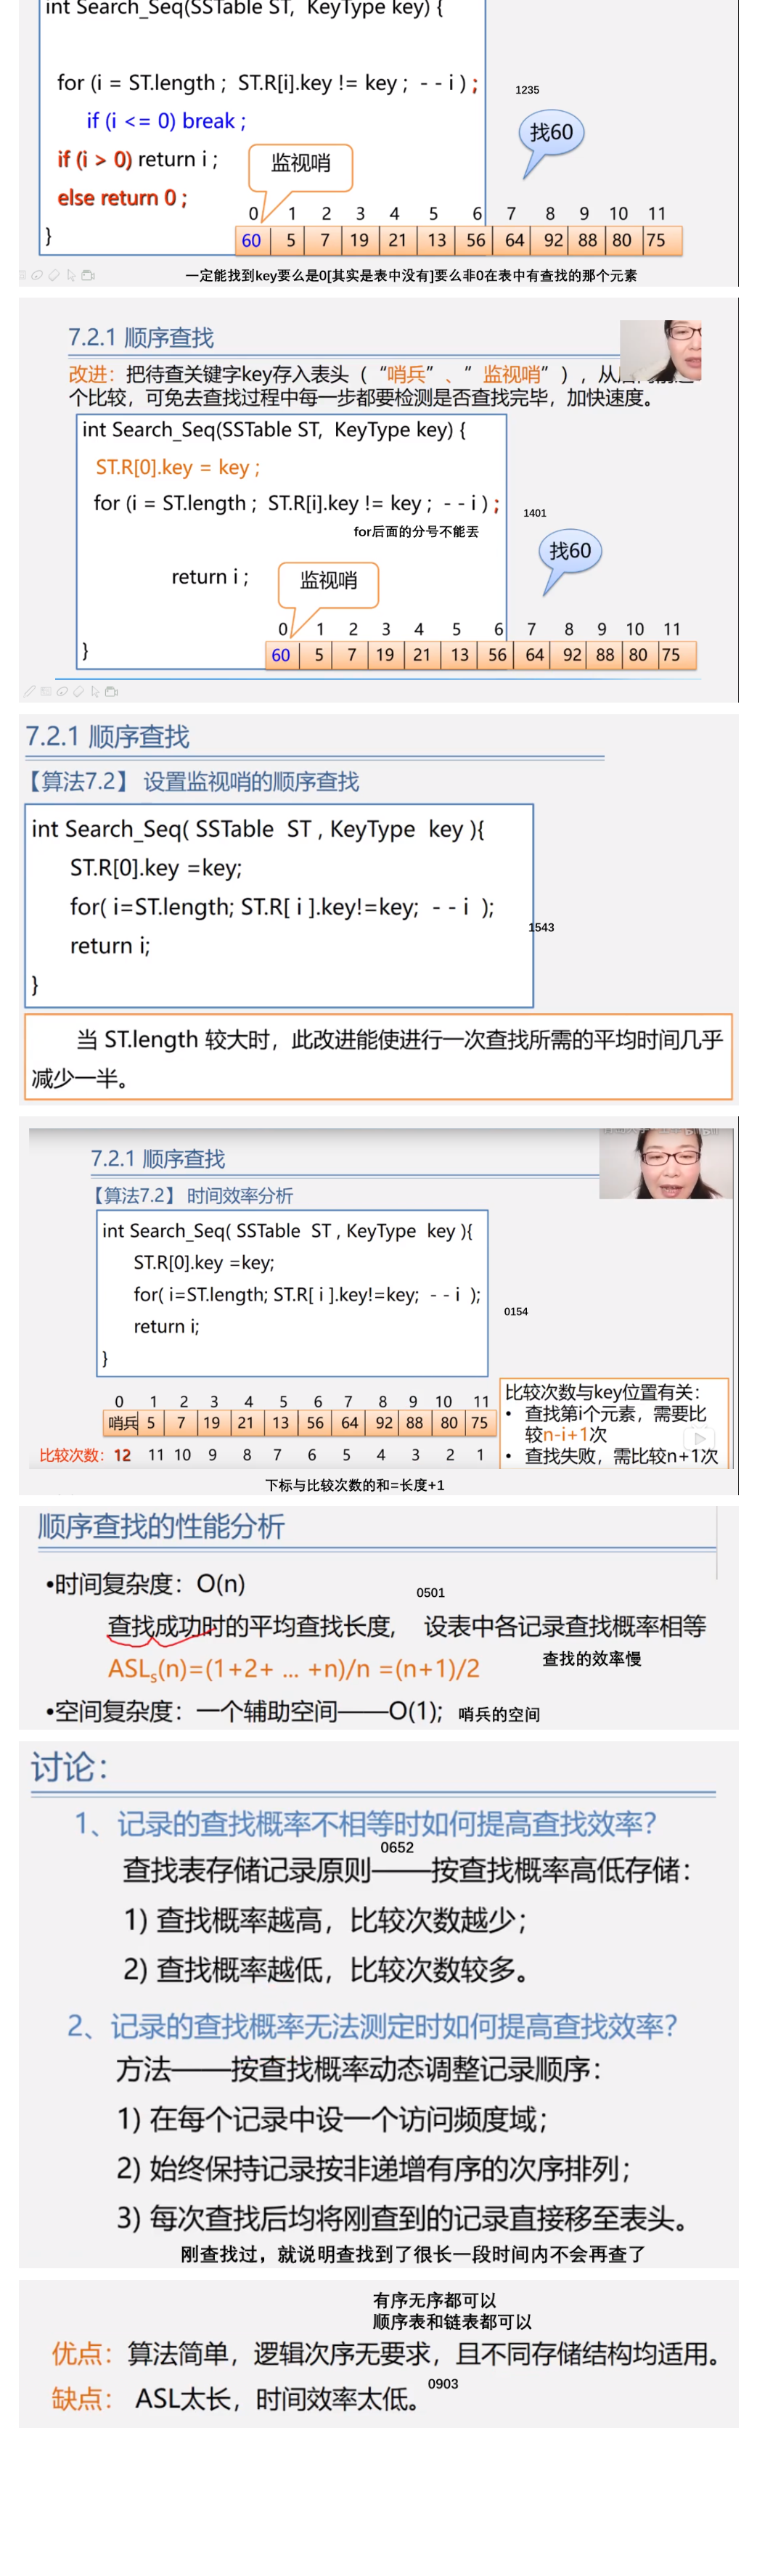 int Search_Seq(SSTable ST, KeyType key) {
for (i = ST.length ; ST.R[i].key != key ; - - i ) ;
1235
if (i <= 0) break ;
找60
if (i > 0) return i ;
监视哨
else return 0 ;
0 1 2 3 4 5 6 7 8 9 10 11
} 60 5 7 19 21 13 56 64 92 88 80 75
一定能找到key要么是0[其实是表中没有]要么非0在表中有查找的那个元素
7.2.1 顺序查找
改进：把待查关键字key存入表头（“哨兵”、”监视哨”），从
个比较，可免去查找过程中每一步都要检测是否查找完毕，加快速度。
int Search_Seq(SSTable ST, KeyType key) {
ST.R[0].key = key ;
for (i = ST.length ; ST.R[i].key != key ; - - i ) ;
1401
for后面的分号不能丢
找60
return i ;
监视哨
0 1 2 3 4 5 6 7 8 9 10 11
} 60 5 7 19 21 13 56 64 92 88 80 75
7.2.1 顺序查找
【算法7.2】 设置监视哨的顺序查找
int Search_Seq( SSTable ST , KeyType key ){
ST.R[0].key =key;
for( i=ST.length; ST.R[ i ].key!=key; - - i );
1543
return i;
}
当 ST.length 较大时，此改进能使进行一次查找所需的平均时间几乎
减少一半。
7.2.1 顺序查找
【算法7.2】 时间效率分析
int Search_Seq( SSTable ST , KeyType key ){
ST.R[0].key =key;
for( i=ST.length; ST.R[ i ].key!=key; - - i );
0154
return i;
}
0 1 2 3 4 5 6 7 8 9 10 11
哨兵 5 7 19 21 13 56 64 92 88 80 75
比较次数：12 11 10 9 8 7 6 5 4 3 2 1
比较次数与key位置有关：
• 查找第i个元素，需要比
较n-i+1次
• 查找失败，需比较n+1次
下标与比较次数的和=长度+1
顺序查找的性能分析
•时间复杂度：O(n)
0501
查找成功时的平均查找长度， 设表中各记录查找概率相等
查找的效率慢
ASLs(n)=(1+2+ ... +n)/n =(n+1)/2
•空间复杂度：一个辅助空间——O(1); 哨兵的空间
讨论：
1、记录的查找概率不相等时如何提高查找效率？
0652
查找表存储记录原则——按查找概率高低存储：
1) 查找概率越高，比较次数越少；
2) 查找概率越低，比较次数较多。
2、记录的查找概率无法测定时如何提高查找效率？
方法——按查找概率动态调整记录顺序：
1) 在每个记录中设一个访问频度域；
2) 始终保持记录按非递增有序的次序排列；
3) 每次查找后均将刚查到的记录直接移至表头。
刚查找过，就说明查找到了很长一段时间内不会再查了
有序无序都可以
顺序表和链表都可以
优点：算法简单，逻辑次序无要求，且不同存储结构均适用。
0903
缺点： ASL太长，时间效率太低。